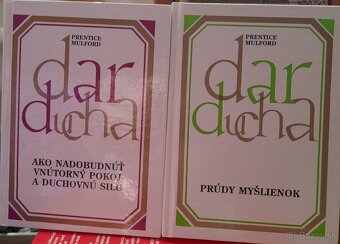 PRENTICE
MULFORD
dar
ducha
AKO NADOBUDNÚŤ
VNÚTORNÝ POKOJ
A DUCHOVNÚ SILU
PRENTICE
MULFORD
dar
ducha
PRÚDY MYŠLIENOK